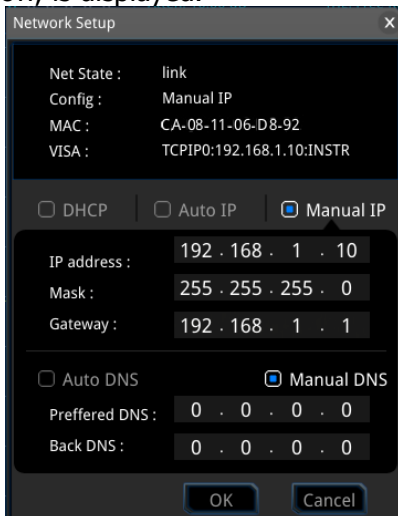 is displayed.
Network Setup X
Net State : link
Config : Manual IP
MAC : CA-08-11-06-D8-92
VISA : TCPIP0:192.168.1.10:INSTR
DHCP Auto IP Manual IP
IP address : 192 . 168 . 1 . 10
Mask : 255 . 255 . 255 . 0
Gateway : 192 . 168 . 1 . 1
Auto DNS Manual DNS
Preffered DNS : 0 . 0 . 0 . 0
Back DNS : 0 . 0 . 0 . 0
OK Cancel